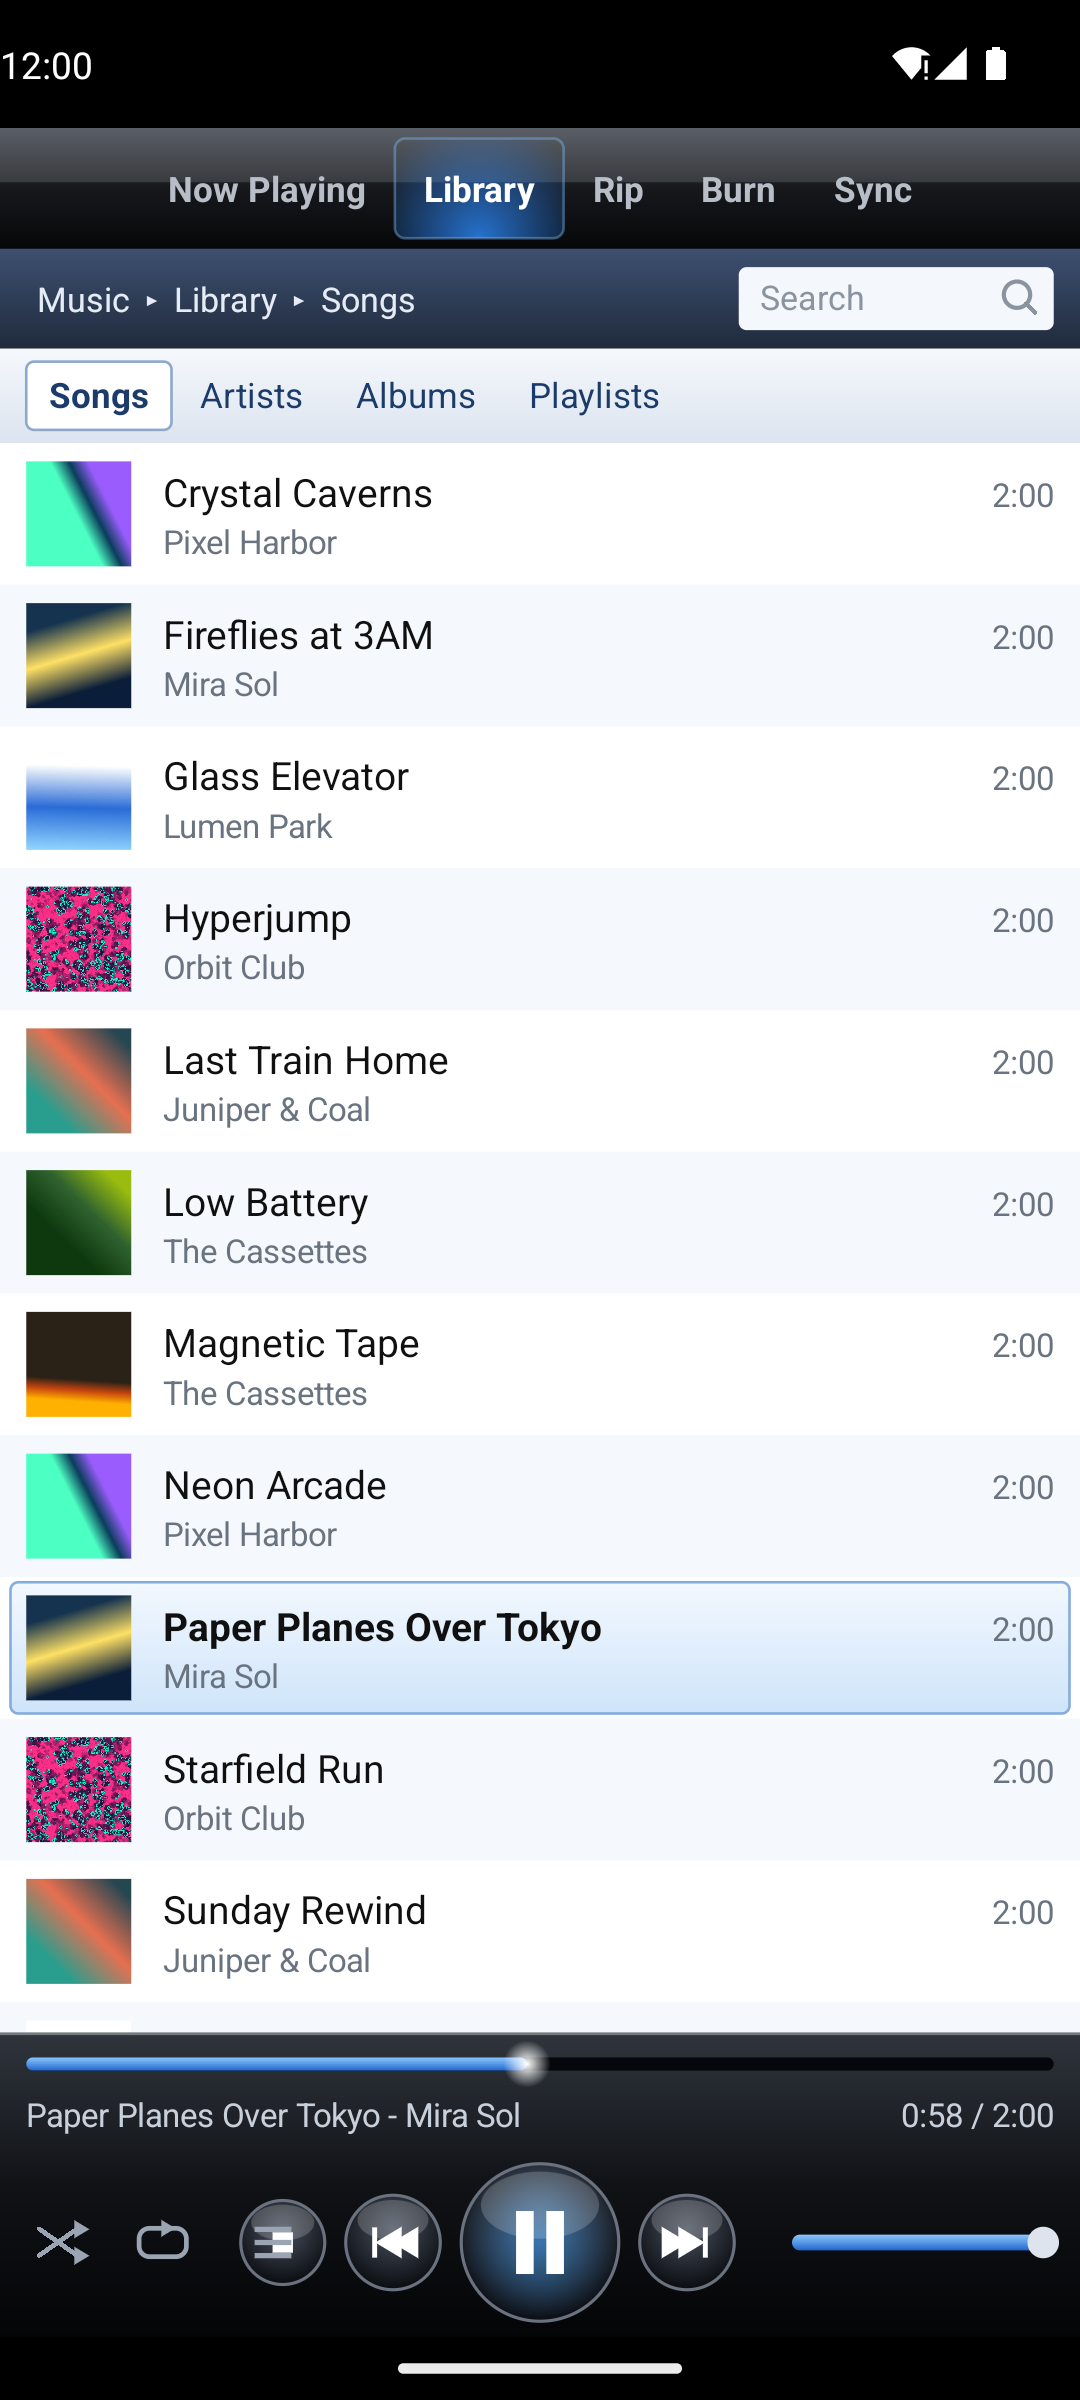 12:00
Now Playing Library Rip Burn Sync
Music ▸ Library ▸ Songs Search
Songs Artists Albums Playlists
Crystal Caverns 2:00
Pixel Harbor
Fireflies at 3AM 2:00
Mira Sol
Glass Elevator 2:00
Lumen Park
Hyperjump 2:00
Orbit Club
Last Train Home 2:00
Juniper & Coal
Low Battery 2:00
The Cassettes
Magnetic Tape 2:00
The Cassettes
Neon Arcade 2:00
Pixel Harbor
Paper Planes Over Tokyo 2:00
Mira Sol
Starfield Run 2:00
Orbit Club
Sunday Rewind 2:00
Juniper & Coal
Paper Planes Over Tokyo - Mira Sol 0:58 / 2:00